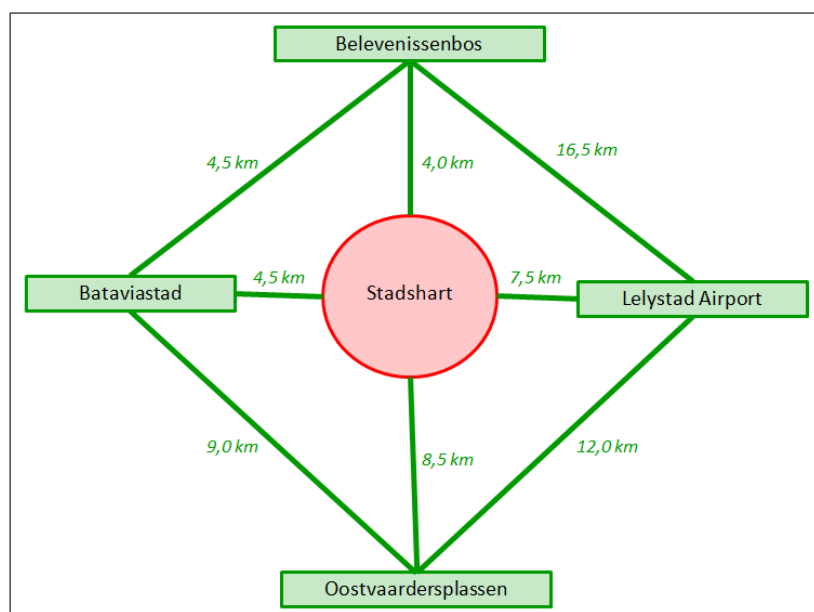 Belevenissenbos
4,5 km
4,0 km
16,5 km
Bataviastad
4,5 km
Stadshart
7,5 km
Lelystad Airport
9,0 km
8,5 km
12,0 km
Oostvaardersplassen